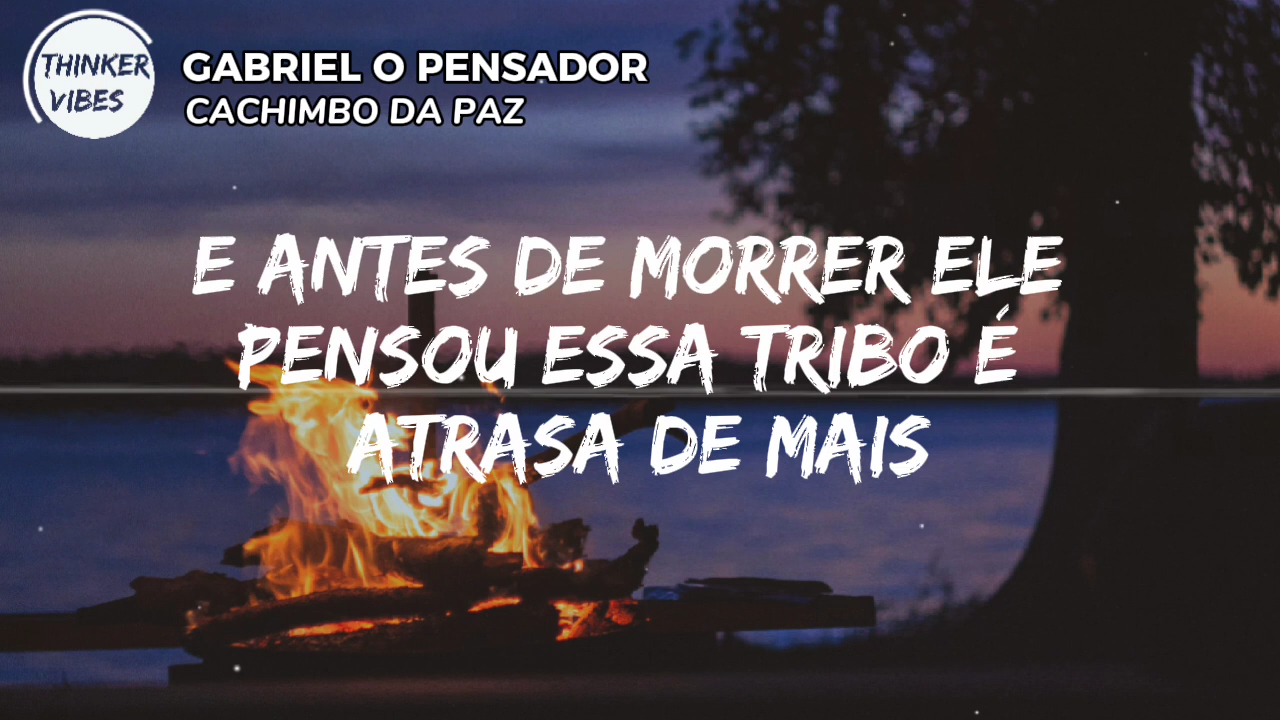 THINKER
VIBES
GABRIEL O PENSADOR
CACHIMBO DA PAZ
E ANTES DE MORRER ELE
PENSOU ESSA TRIBO É
ATRASA DE MAIS